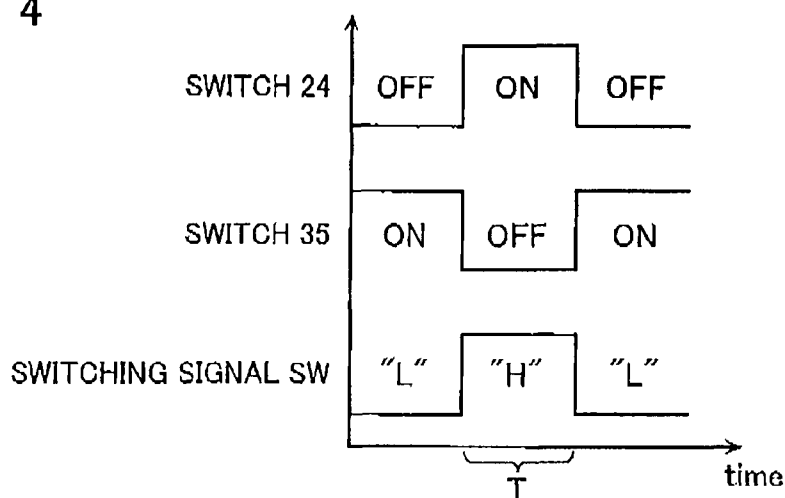 4
SWITCH 24 OFF ON OFF
SWITCH 35 ON OFF ON
SWITCHING SIGNAL SW "L" "H" "L"
T
time